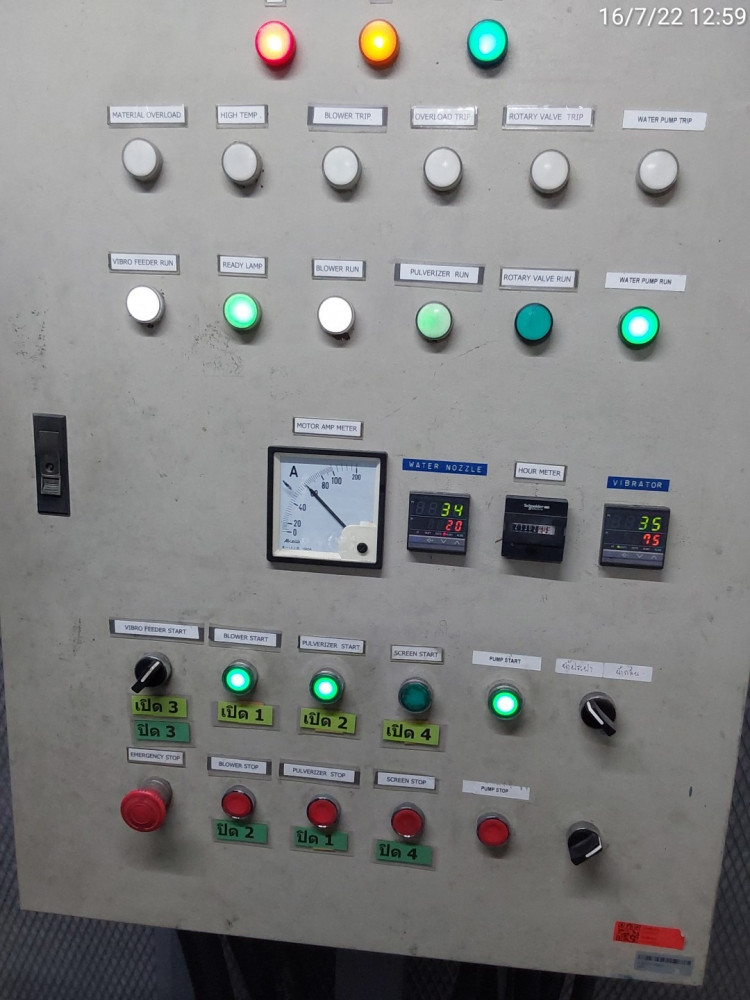 16/7/22 12:59
MATERIAL OVERLOAD
HIGH TEMP.
BLOWER TRIP
OVERLOAD TRIP
ROTARY VALVE TRIP
WATER PUMP TRIP
VIBRO FEEDER RUN
READY LAMP
BLOWER RUN
PULVERIZER RUN
ROTARY VALVE RUN
WATER PUMP RUN
MOTOR AMP METER
WATER NOZZLE
HOUR METER
VIBRATOR
A
200
100
80
60
40
20
0
34
20
Schneider
35
75
VIBRO FEEDER START
BLOWER START
PULVERIZER START
SCREEN START
PUMP START
เปิด 3
เปิด 1
เปิด 2
เปิด 4
ปิด 3
EMERGENCY STOP
BLOWER STOP
PULVERIZER STOP
SCREEN STOP
PUMP STOP
ปิด 2
ปิด 1
ปิด 4